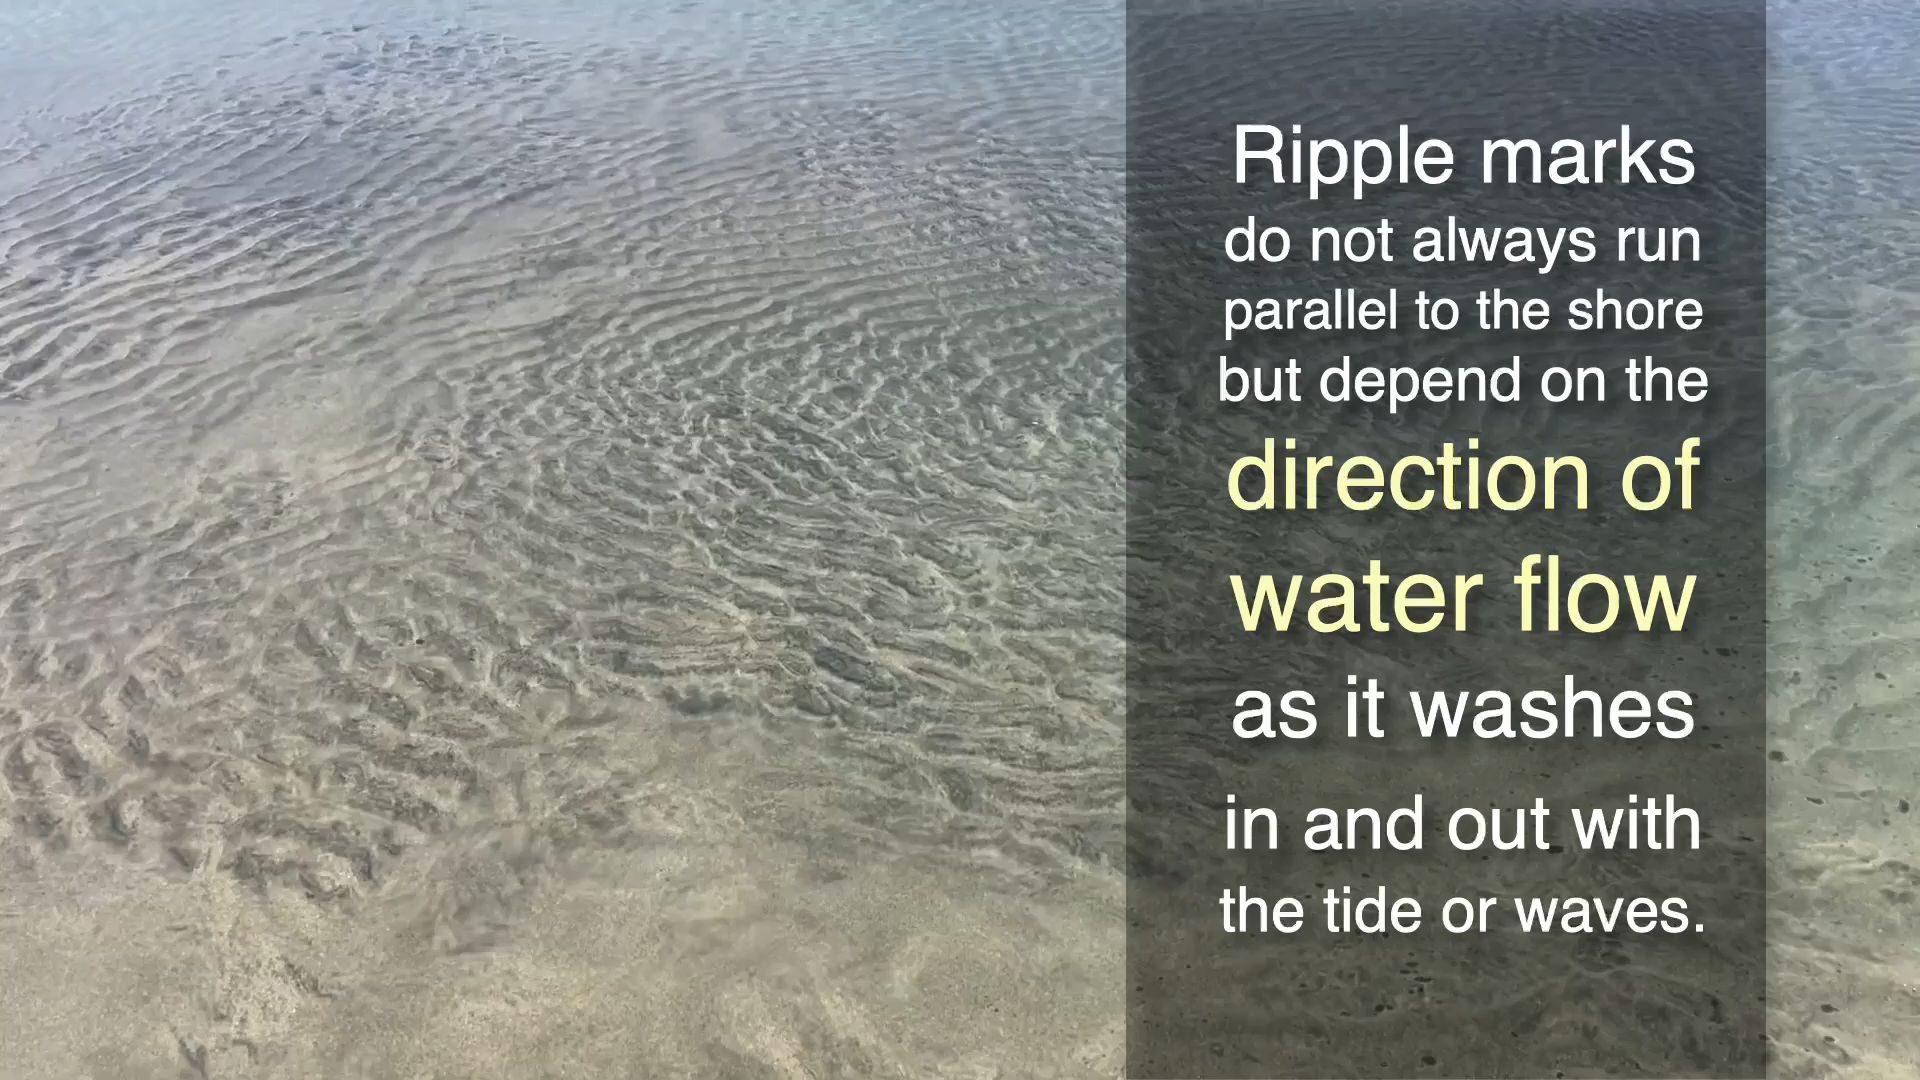 Ripple marks
do not always run
parallel to the shore
but depend on the
direction of
water flow
as it washes
in and out with
the tide or waves.